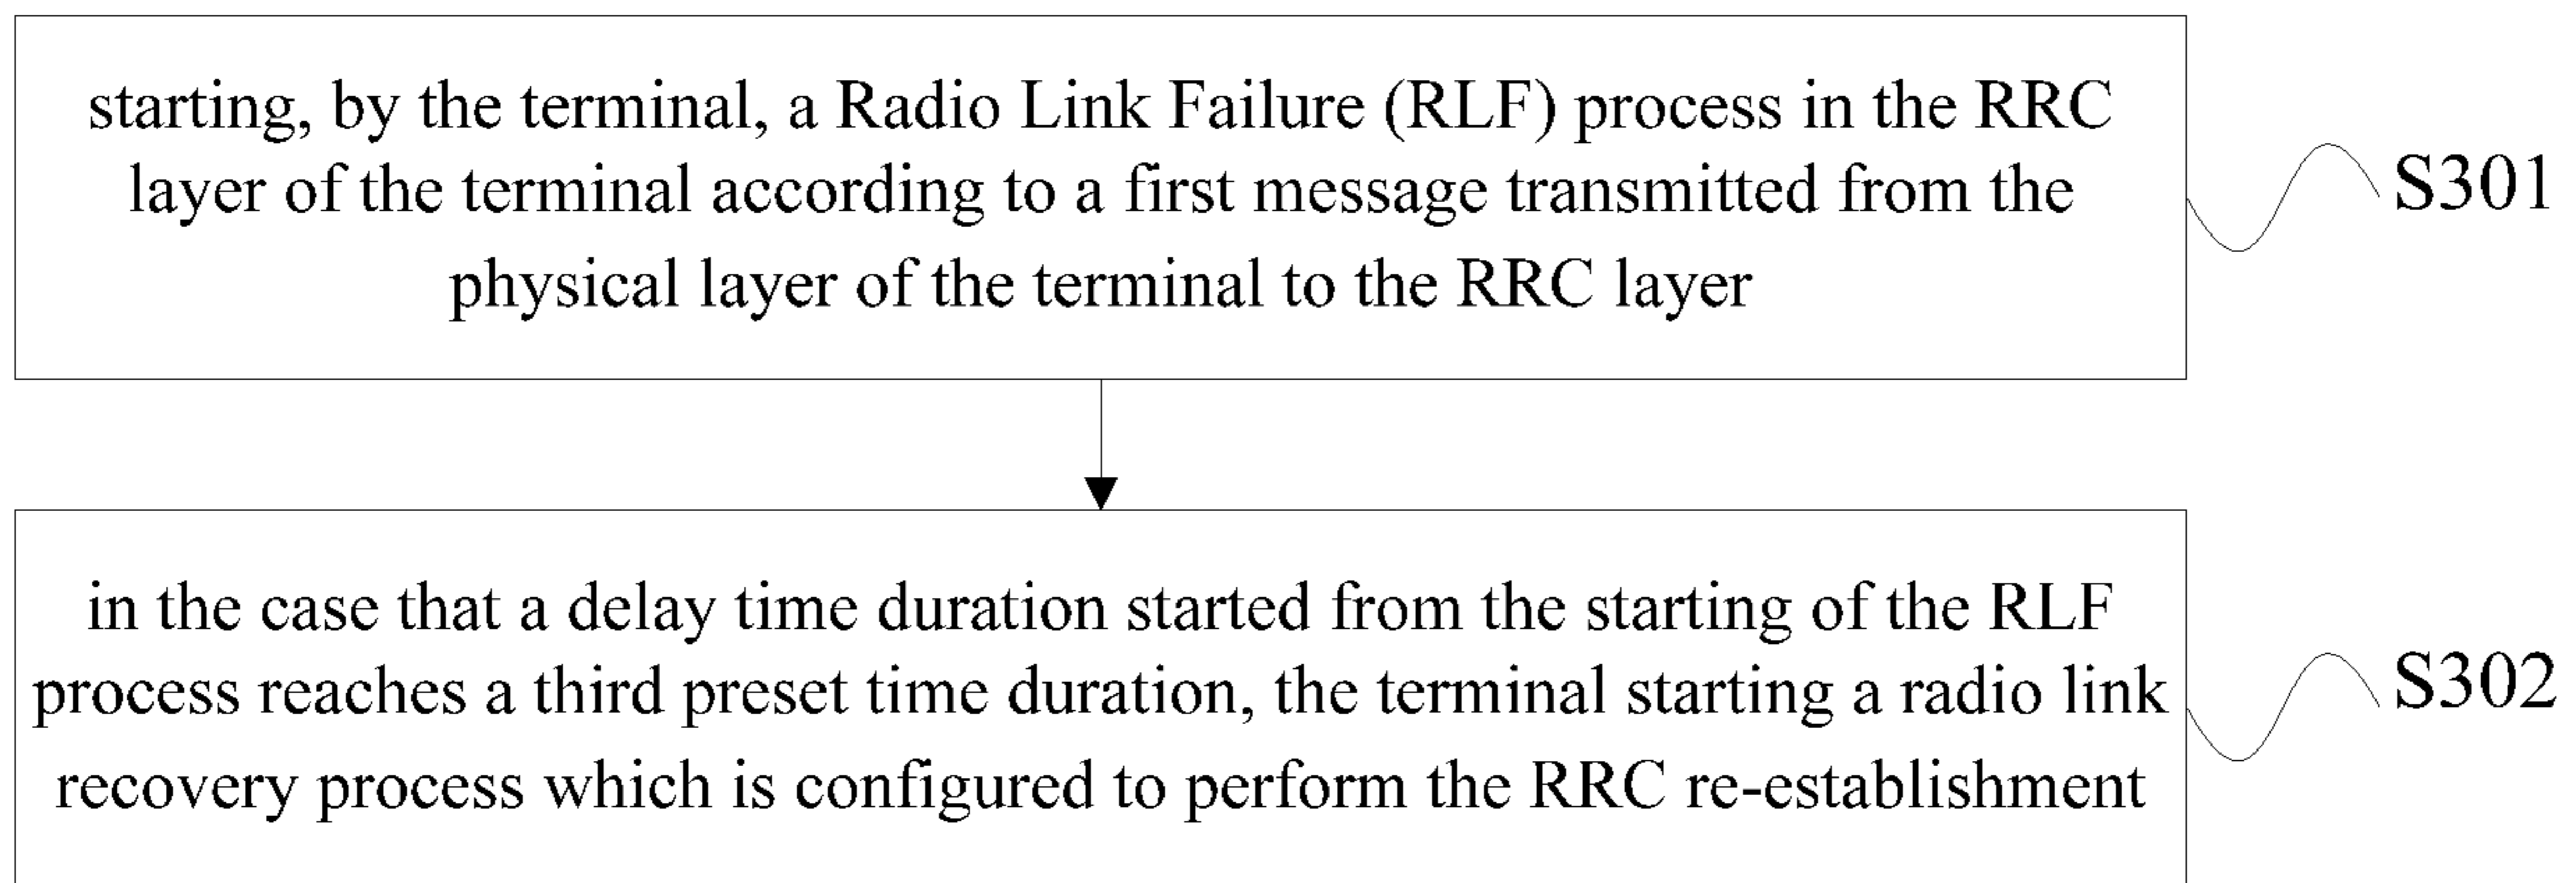 starting, by the terminal, a Radio Link Failure (RLF) process in the RRC
layer of the terminal according to a first message transmitted from the
physical layer of the terminal to the RRC layer
S301
in the case that a delay time duration started from the starting of the RLF
process reaches a third preset time duration, the terminal starting a radio link
recovery process which is configured to perform the RRC re-establishment
S302